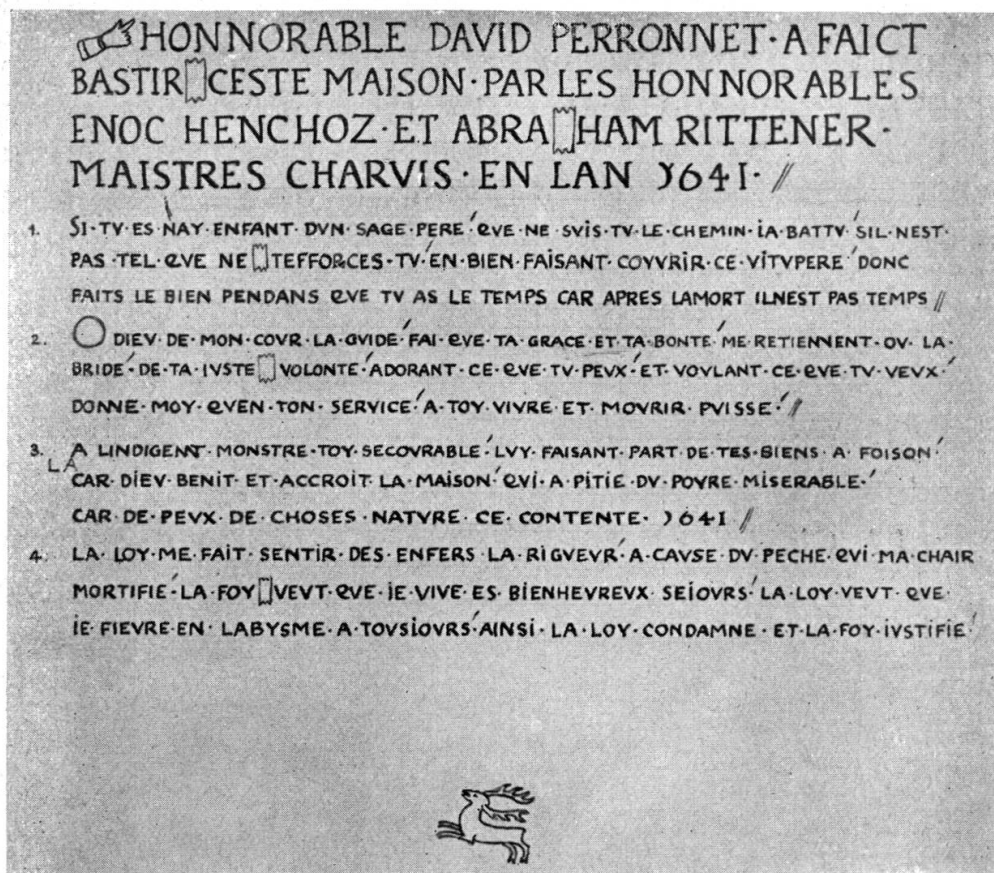 HONNORABLE DAVID PERRONNET·A FAICT
BASTIR CESTE MAISON·PAR LES HONNORABLES
ENOC HENCHOZ·ET ABRAHAM RITTENER·
MAISTRES CHARVIS·EN LAN 1641·//
1. SI·TV·ES NAY·ENFANT DVN·SAGE·PERE′QVE·NE SVIS·TV·LE·CHEMIN·IA·BATTV′SIL·NEST·
PAS·TEL·QVE NE TEFFORCES·TV·′EN·BIEN·FAISANT·COVVRIR·CE·VITVPERE′DONC
FAITS LE BIEN PENDANS QVE TV AS LE TEMPS CAR APRES LAMORT ILNEST PAS TEMPS //
2. O DIEV·DE·MON·COVR·LA·GVIDE′FAI·QVE·TA GRACE·ET·TA·BONTE′ME·RETIENNENT·OV·LA·
BRIDE′·DE·TA·IVSTE VOLONTE·′ADORANT·CE·QVE·TV·PEVX·′ET·VOVLANT·CE·QVE·TV·VEVX·′
DONNE·MOY·QVEN·TON·SERVICE′·A·TOY·VIVRE·ET·MOVRIR·PVISSE·′//
3. A LINDIGENT·MONSTRE·TOY·SECOVRABLE·′LVY·FAISANT·PART·DE·TES·BIENS·A·FOISON′
LA
CAR·DIEV·BENIT·ET·ACCROIT·LA·MAISON·′QVI·A·PITIE·DV·POVRE·MISERABLE·′
CAR·DE·PEVX·DE·CHOSES·NATVRE·CE·CONTENTE·1641 //
4. LA·LOY·ME·FAIT·SENTIR·DES·ENFERS·LA·RIGVEVR′·A·CAVSE·DV·PECHE·QVI·MA·CHAIR
MORTIFIE·′LA·FOY VEVT·QVE·IE·VIVE·ES·BIENHEVREVX·SEIOVRS·′LA·LOY·VEVT·QVE·
IE·FIEVRE·EN·LABYSME·A·TOVSIOVRS·′AINSI·LA·LOY·CONDAMNE·ET·LA·FOY·IVSTIFIE·′